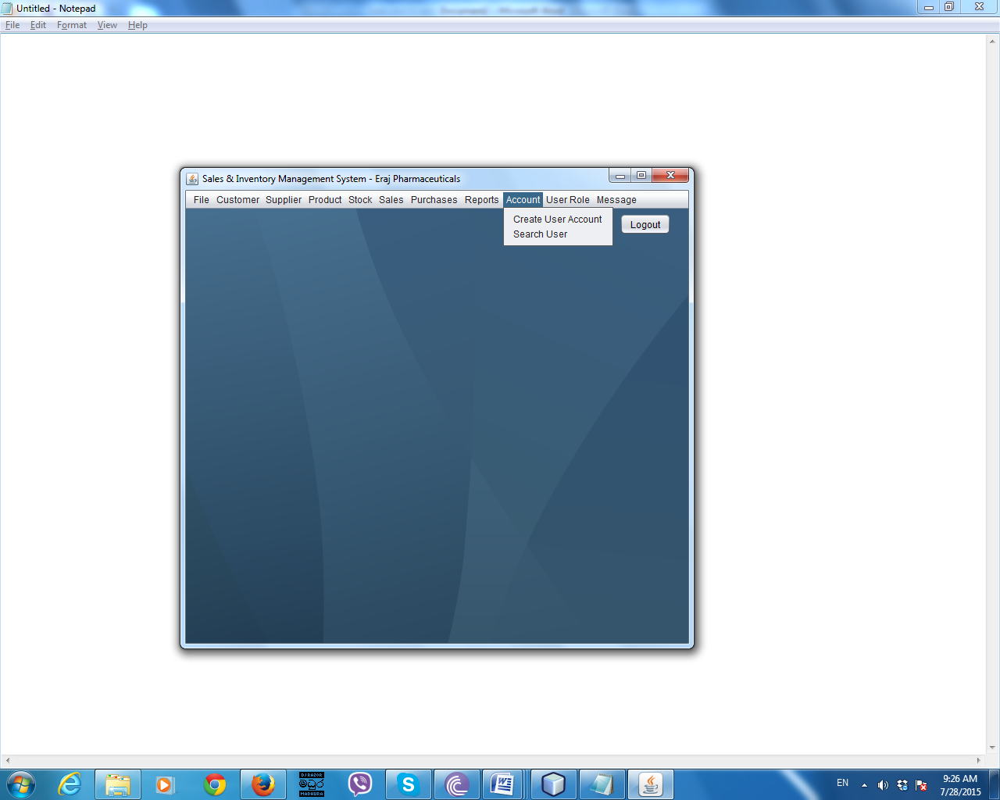 Untitled - Notepad
File Edit Format View Help
Sales & Inventory Management System - Eraj Pharmaceuticals
File Customer Supplier Product Stock Sales Purchases Reports Account User Role Message
Create User Account
Search User
Logout
DJ RAZOR
මධුර
MADHURA
EN
9:26 AM
7/28/2015